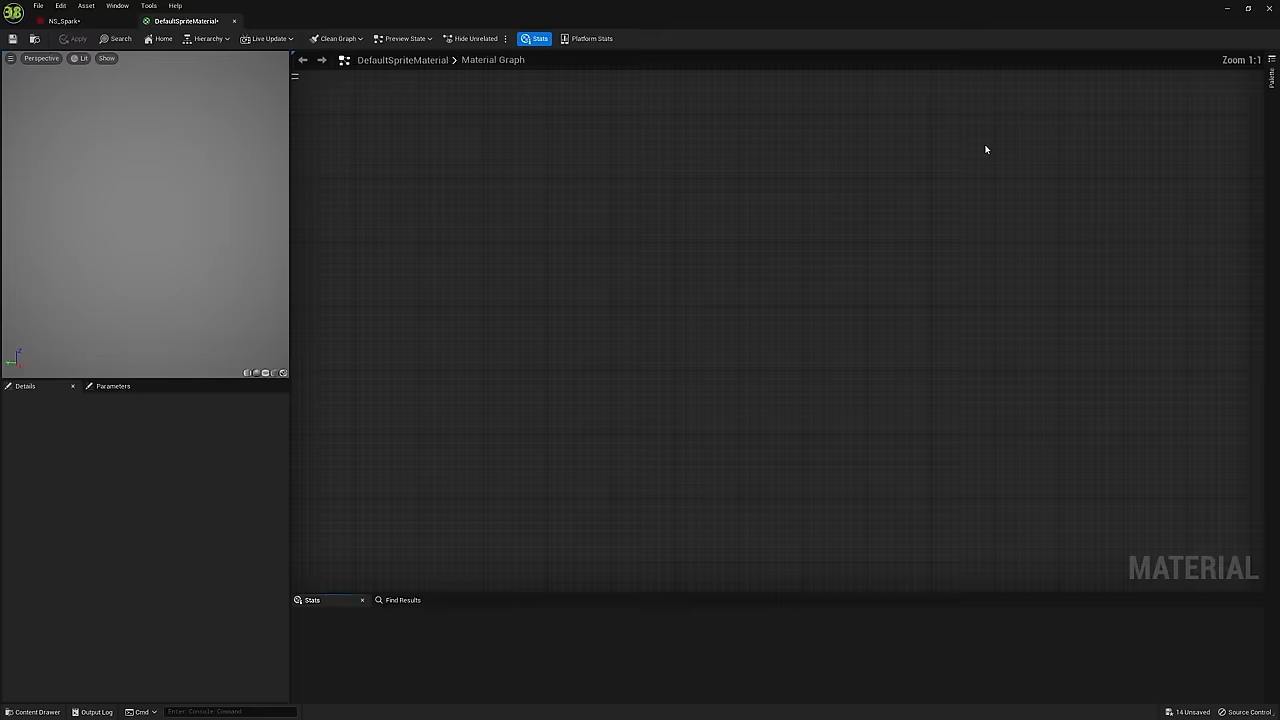 File Edit Asset Window Tools Help
NS_Spark• DefaultSpriteMaterial•
Apply Search Home Hierarchy Live Update Clean Graph Preview State Hide Unrelated Stats Platform Stats
Perspective Lit Show
DefaultSpriteMaterial Material Graph Zoom 1:1
Palette
MATERIAL
Details Parameters
Stats Find Results
Content Drawer Output Log Cmd Enter Console Command 14 Unsaved Source Control